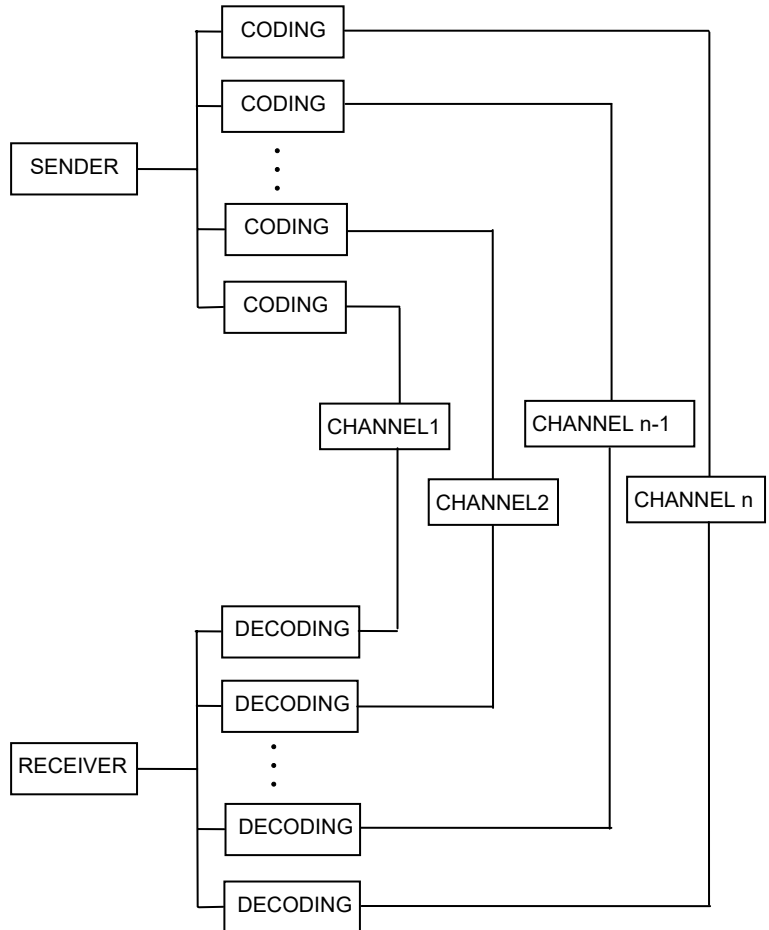 CODING
CODING
SENDER
CODING
CODING
CHANNEL1
CHANNEL n-1
CHANNEL2
CHANNEL n
DECODING
DECODING
RECEIVER
DECODING
DECODING